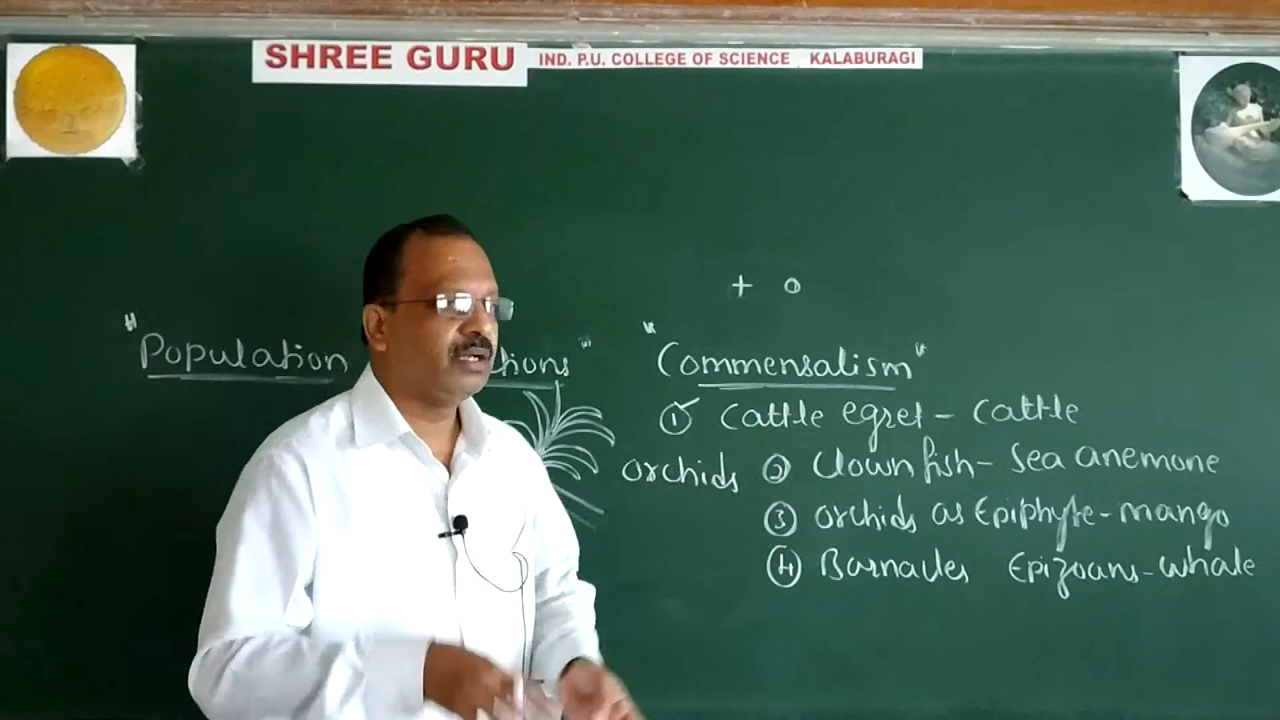 SHREE GURU IND. P.U. COLLEGE OF SCIENCE KALABURAGI
+ o
"Population tions"
"Commensalism"
① Cattle egret - Cattle
orchids ② Clown fish - Sea anemone
③ orchids as Epiphyte - mango
④ Barnacles Epizoans - whale